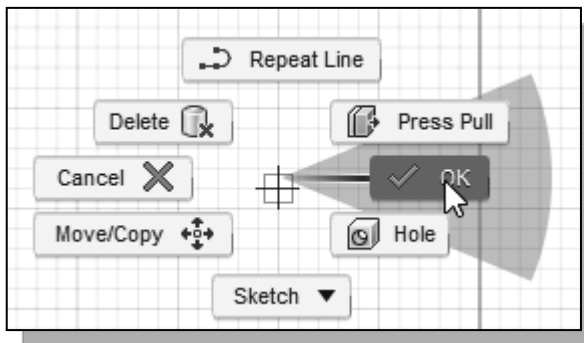 Repeat Line
Delete
Press Pull
Cancel
OK
Move/Copy
Hole
Sketch